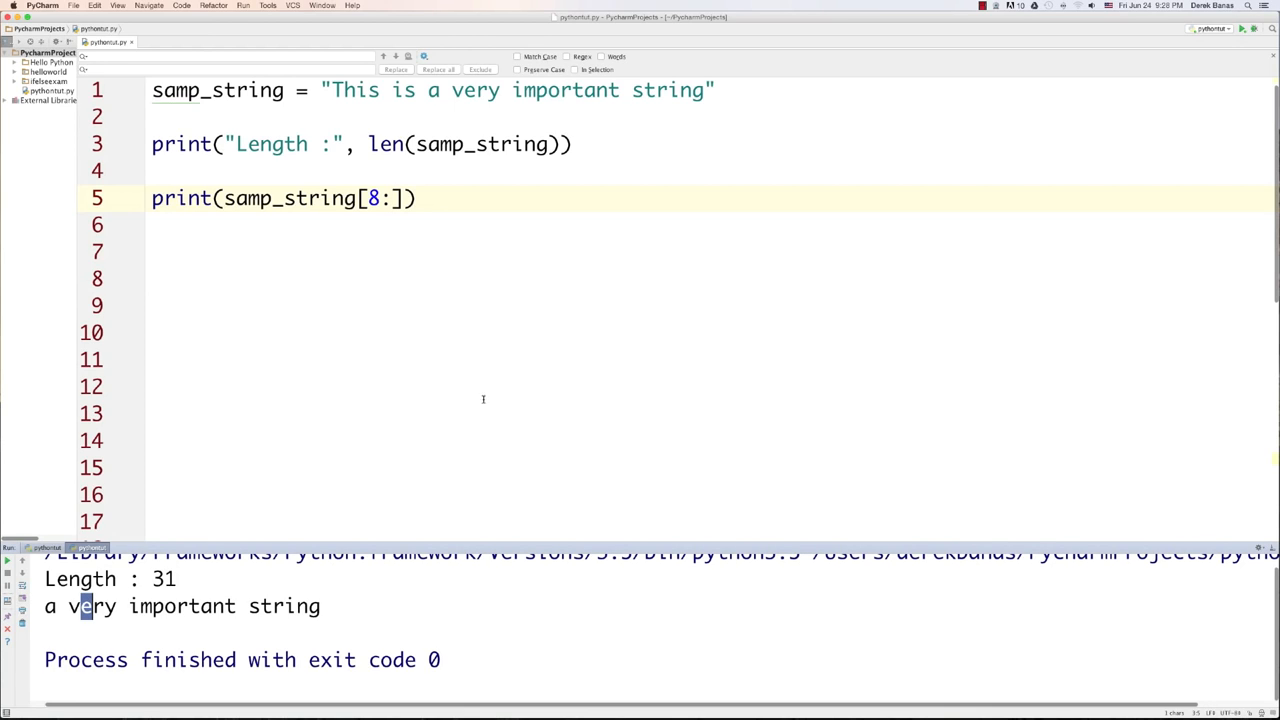 PyCharm File Edit View Navigate Code Refactor Run Tools VCS Window Help
10 Fri Jun 24 9:28 PM Derek Banas
pythontut.py - PycharmProjects - [~/PycharmProjects]
PycharmProjects pythontut.py
pythontut
pythontut.py ×
PycharmProject
Hello Python
helloworld
ifelseexam
pythontut.py
External Librarie
Match Case Regex Words
Replace Replace all Exclude Preserve Case In Selection
1 samp_string = "This is a very important string"
2
3 print("Length :", len(samp_string))
4
5 print(samp_string[8:])
6
7
8
9
10
11
12
13
14
15
16
17
Run: pythontut pythontut
/Library/Frameworks/Python.framework/Versions/3.5/bin/python3.5 /Users/derekbanas/PycharmProjects/pytho
Length : 31
a very important string
Process finished with exit code 0
1 chars 3:5 LF÷ UTF-8÷